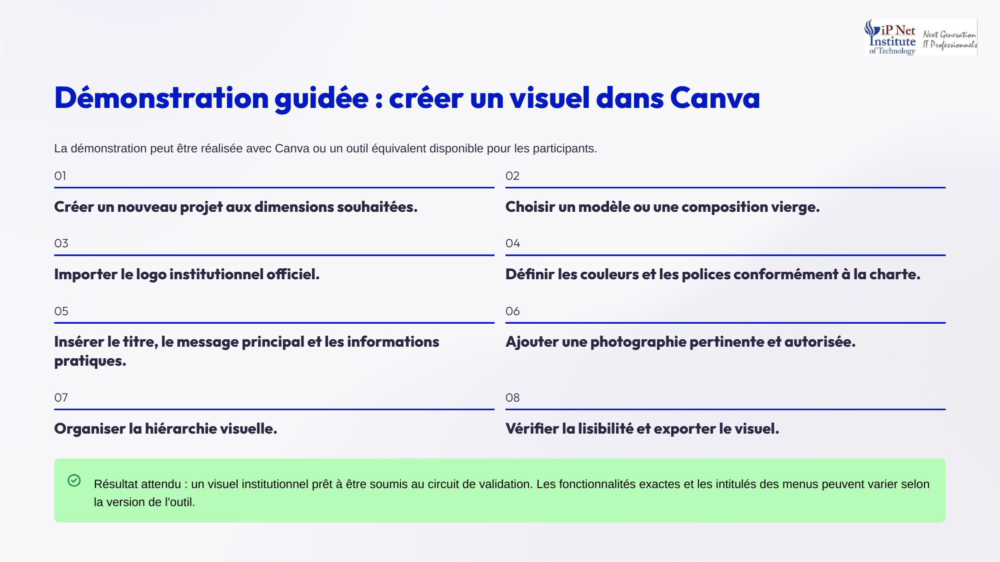 iP Net
Institute
of Technology
Next Generation
IT Professionnels
Démonstration guidée : créer un visuel dans Canva
La démonstration peut être réalisée avec Canva ou un outil équivalent disponible pour les participants.
01
Créer un nouveau projet aux dimensions souhaitées.
02
Choisir un modèle ou une composition vierge.
03
Importer le logo institutionnel officiel.
04
Définir les couleurs et les polices conformément à la charte.
05
Insérer le titre, le message principal et les informations
pratiques.
06
Ajouter une photographie pertinente et autorisée.
07
Organiser la hiérarchie visuelle.
08
Vérifier la lisibilité et exporter le visuel.
Résultat attendu : un visuel institutionnel prêt à être soumis au circuit de validation. Les fonctionnalités exactes et les intitulés des menus peuvent varier selon
la version de l'outil.